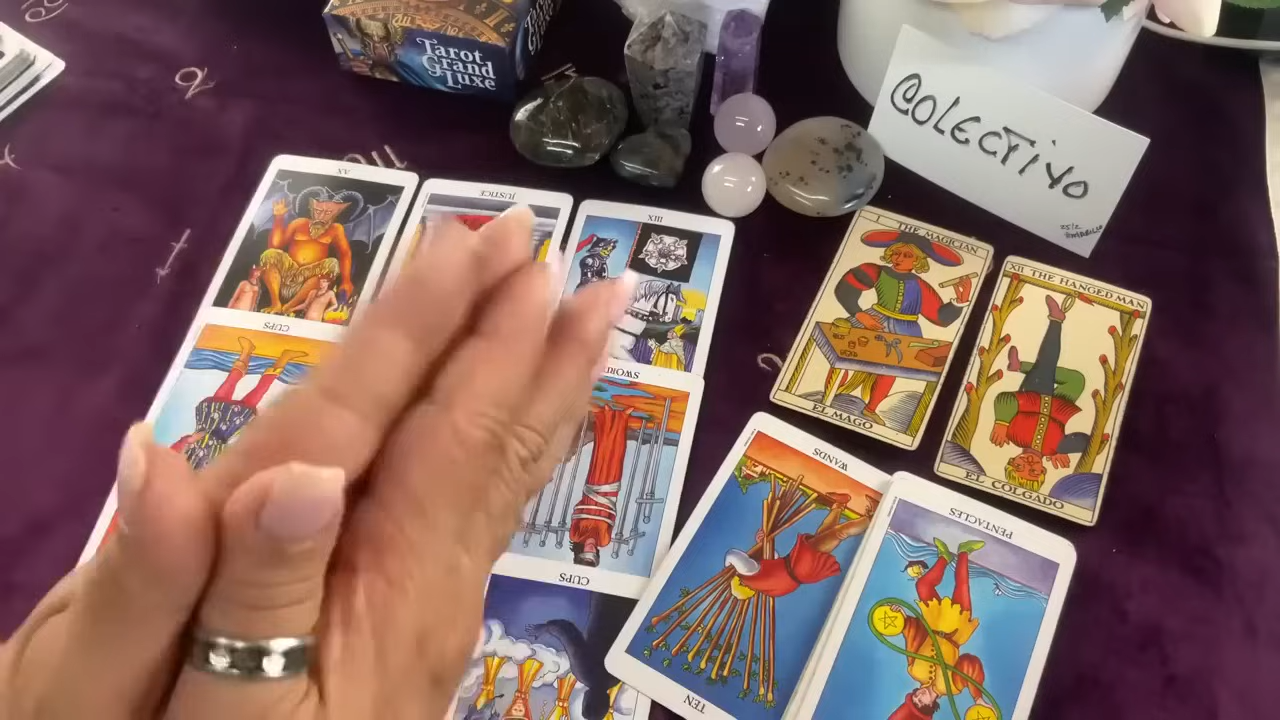 Tarot
Grand
Luxe
COLECTIVO
XV
JUSTICE
XIII
I THE MAGICIAN
EL MAGO
XII THE HANGED MAN
EL COLGADO
CUPS
SWORD
CUPS
WANDS
TEN
PENTACLES